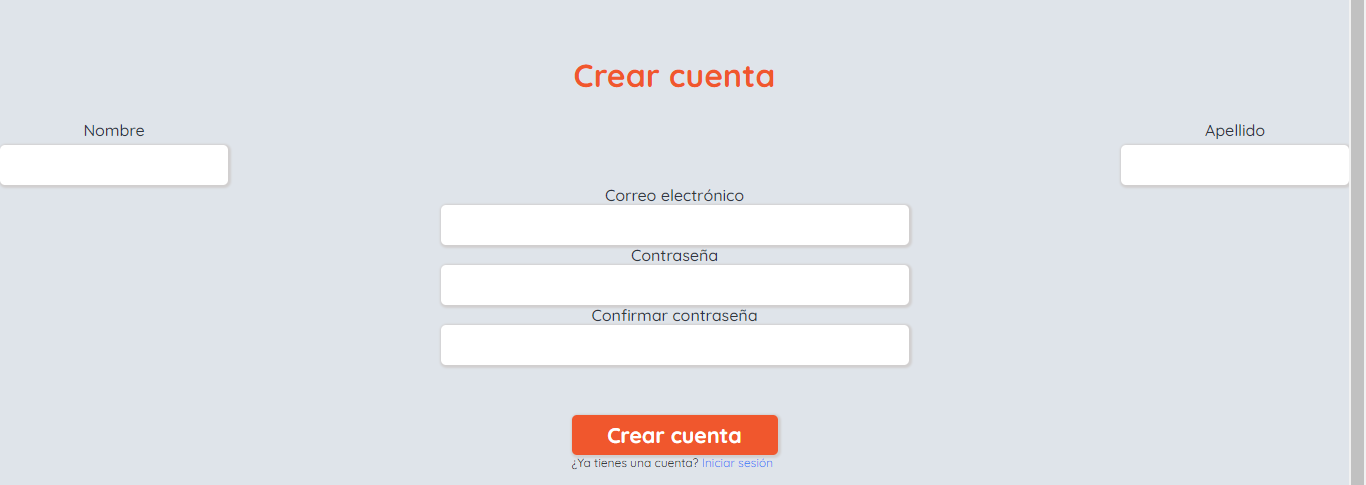 Crear cuenta
Nombre
Apellido
Correo electrónico
Contraseña
Confirmar contraseña
Crear cuenta
¿Ya tienes una cuenta? Iniciar sesión